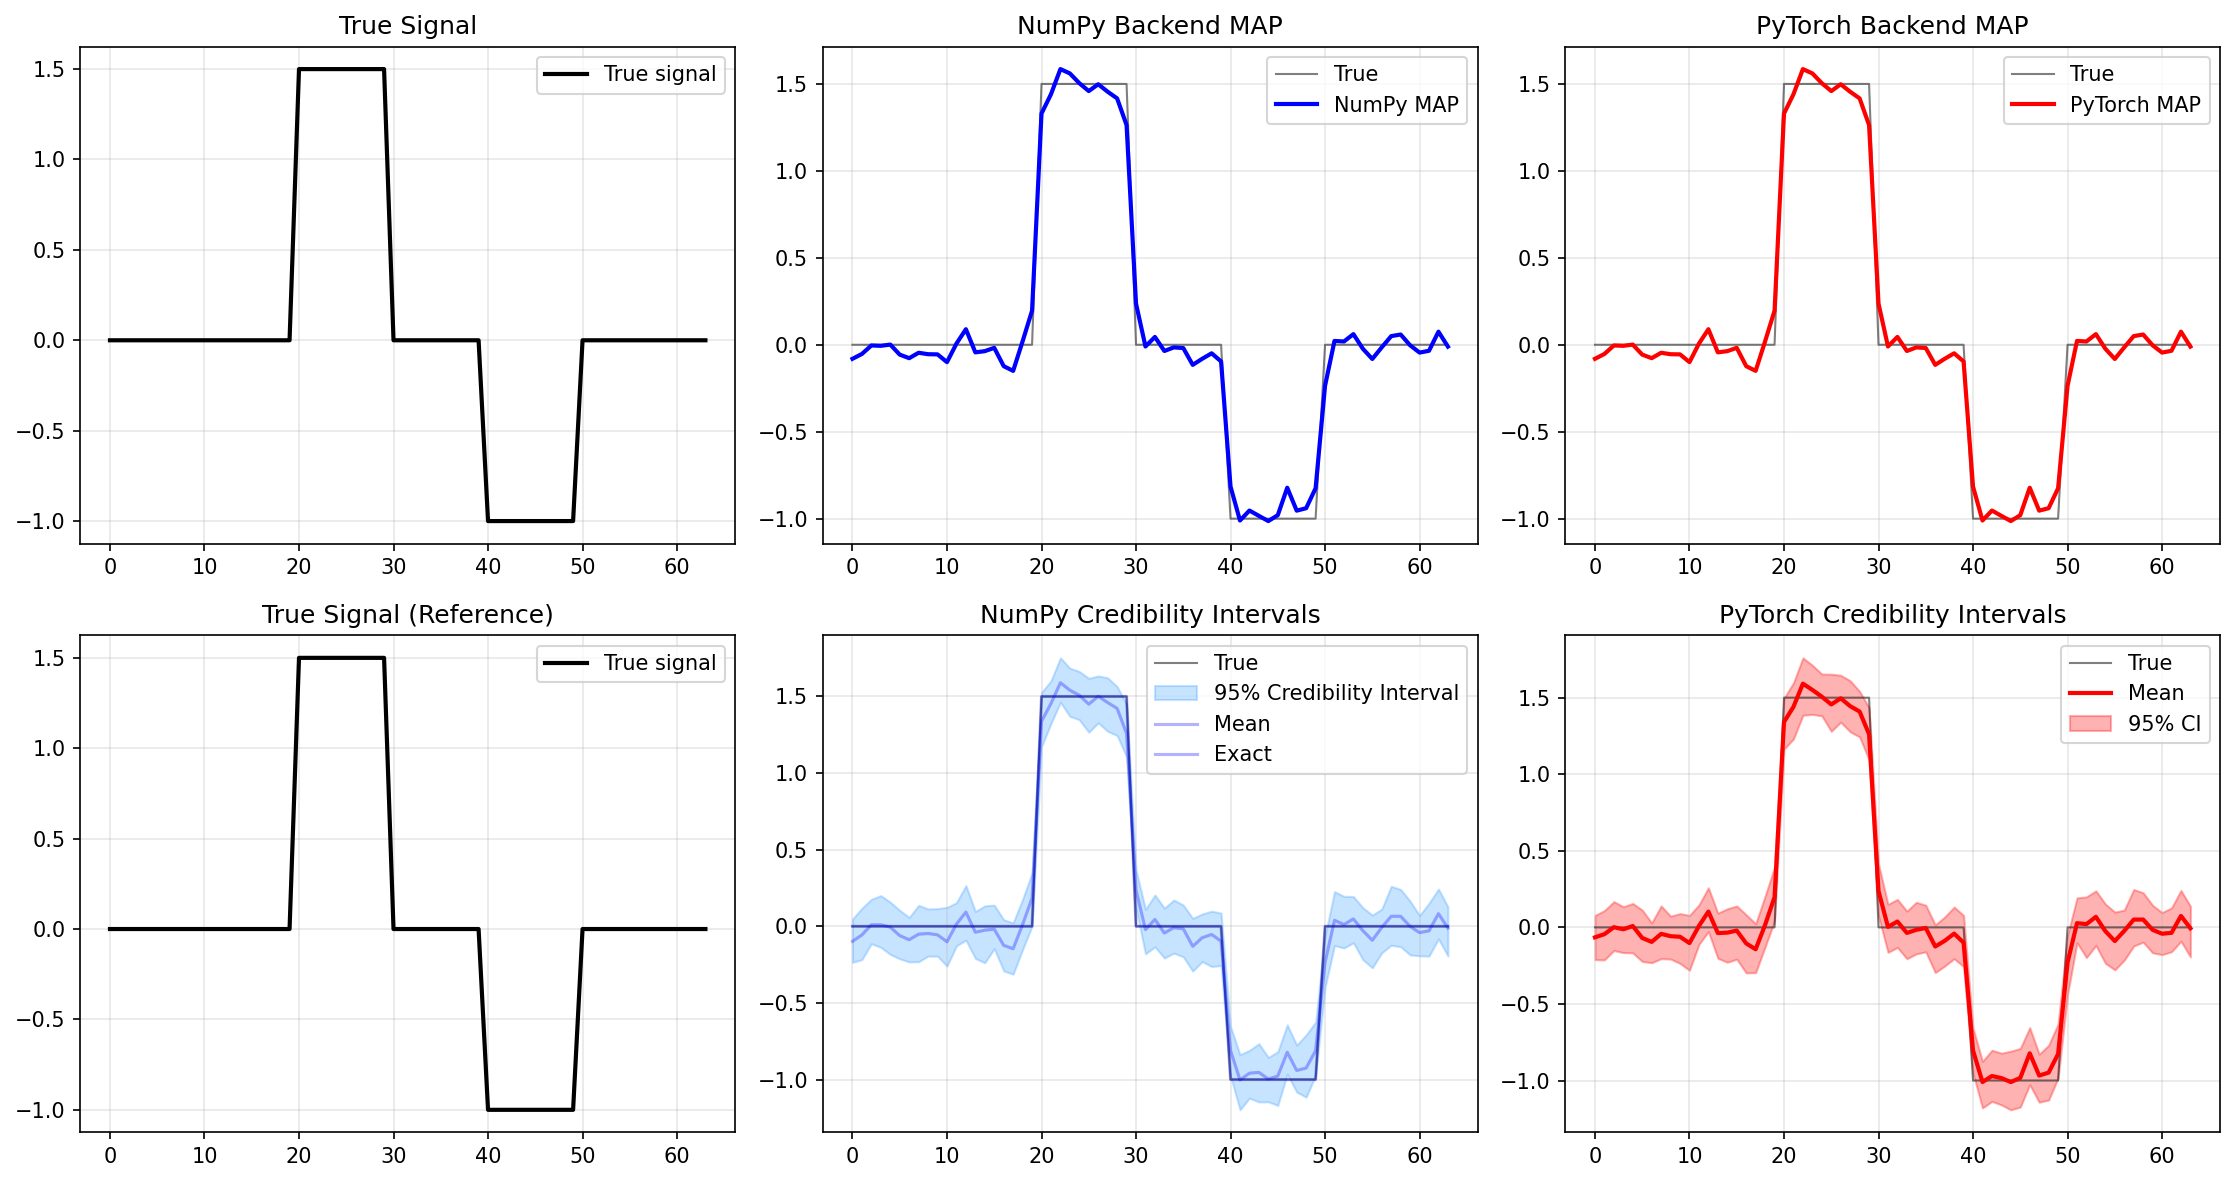 True Signal
True signal
1.5
1.0
0.5
0.0
−0.5
−1.0
0 10 20 30 40 50 60
NumPy Backend MAP
True
NumPy MAP
1.5
1.0
0.5
0.0
−0.5
−1.0
0 10 20 30 40 50 60
PyTorch Backend MAP
True
PyTorch MAP
1.5
1.0
0.5
0.0
−0.5
−1.0
0 10 20 30 40 50 60
True Signal (Reference)
True signal
1.5
1.0
0.5
0.0
−0.5
−1.0
0 10 20 30 40 50 60
NumPy Credibility Intervals
True
95% Credibility Interval
Mean
Exact
1.5
1.0
0.5
0.0
−0.5
−1.0
0 10 20 30 40 50 60
PyTorch Credibility Intervals
True
Mean
95% CI
1.5
1.0
0.5
0.0
−0.5
−1.0
0 10 20 30 40 50 60